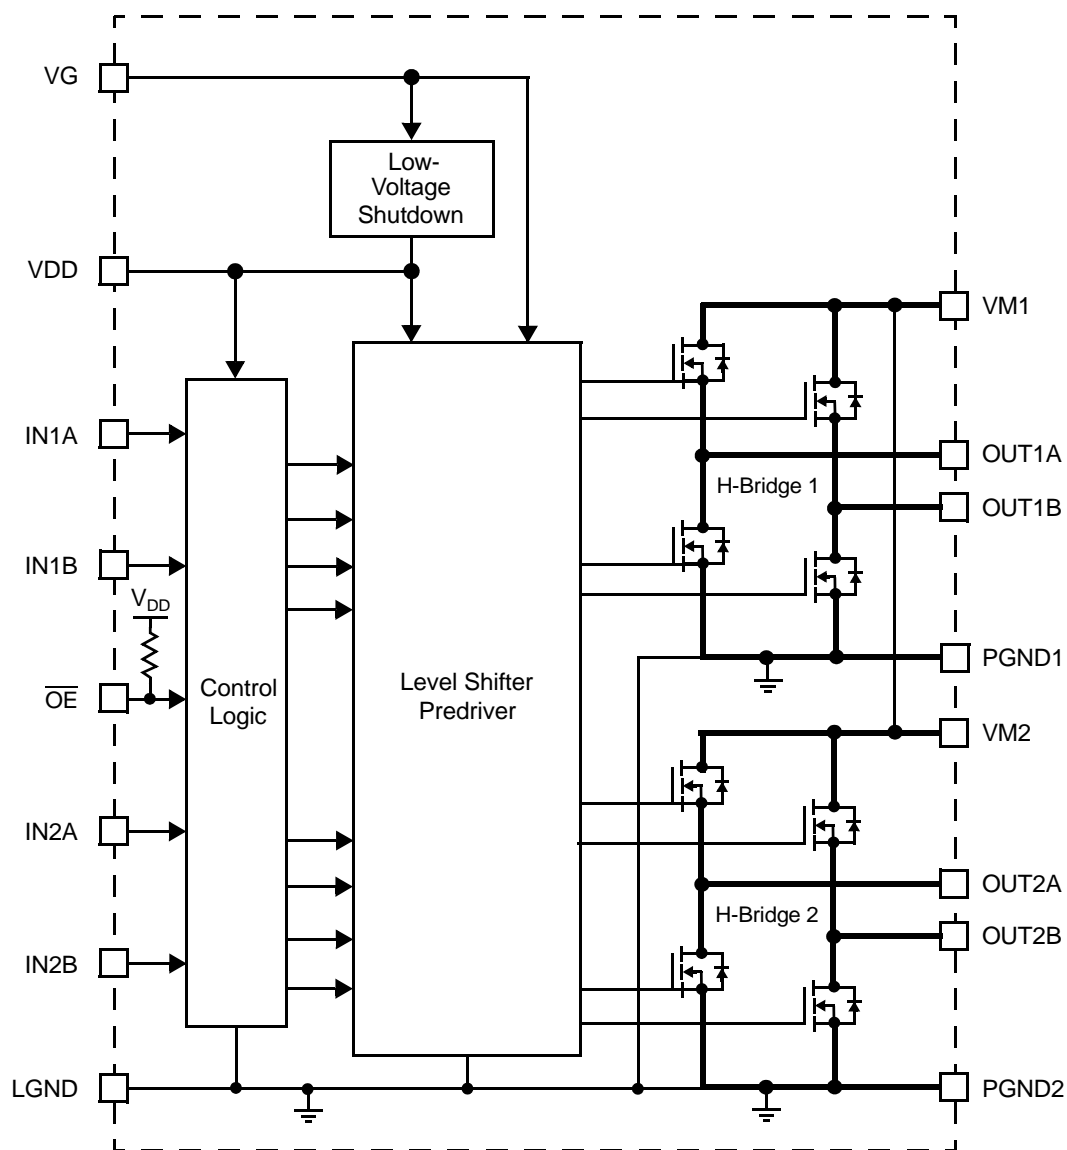 VG
Low-
Voltage
Shutdown
VDD
VM1
IN1A
OUT1A
H-Bridge 1
OUT1B
IN1B
VDD
PGND1
OE
Control
Logic
Level Shifter
Predriver
VM2
IN2A
OUT2A
H-Bridge 2
OUT2B
IN2B
LGND
PGND2